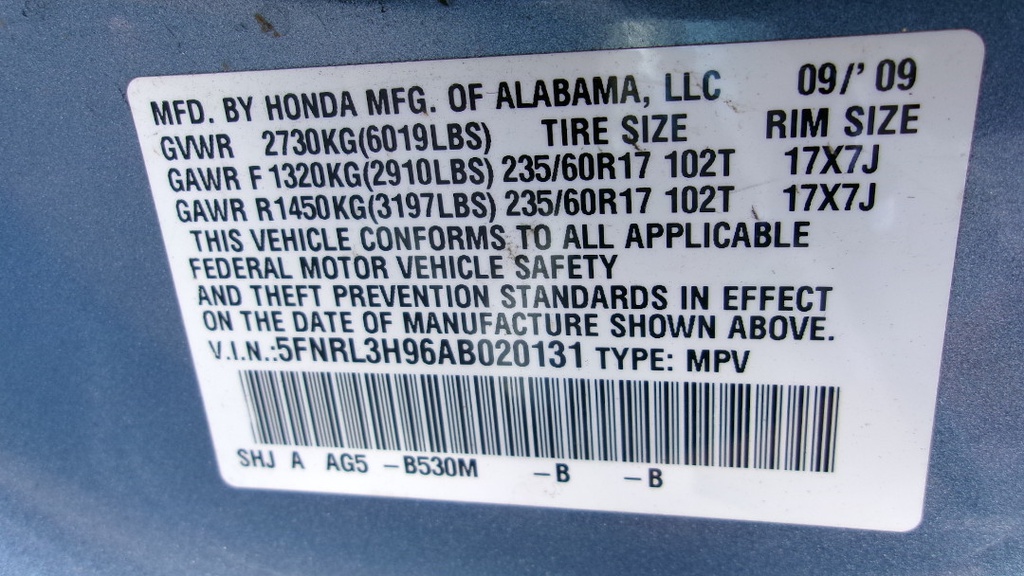 MFD. BY HONDA MFG. OF ALABAMA, LLC 09/' 09
GVWR 2730KG(6019LBS) TIRE SIZE RIM SIZE
GAWR F 1320KG(2910LBS) 235/60R17 102T 17X7J
GAWR R1450KG(3197LBS) 235/60R17 102T 17X7J
THIS VEHICLE CONFORMS TO ALL APPLICABLE
FEDERAL MOTOR VEHICLE SAFETY
AND THEFT PREVENTION STANDARDS IN EFFECT
ON THE DATE OF MANUFACTURE SHOWN ABOVE.
V.I.N.:5FNRL3H96AB020131 TYPE: MPV
SHJ A AG5 -B530M -B -B